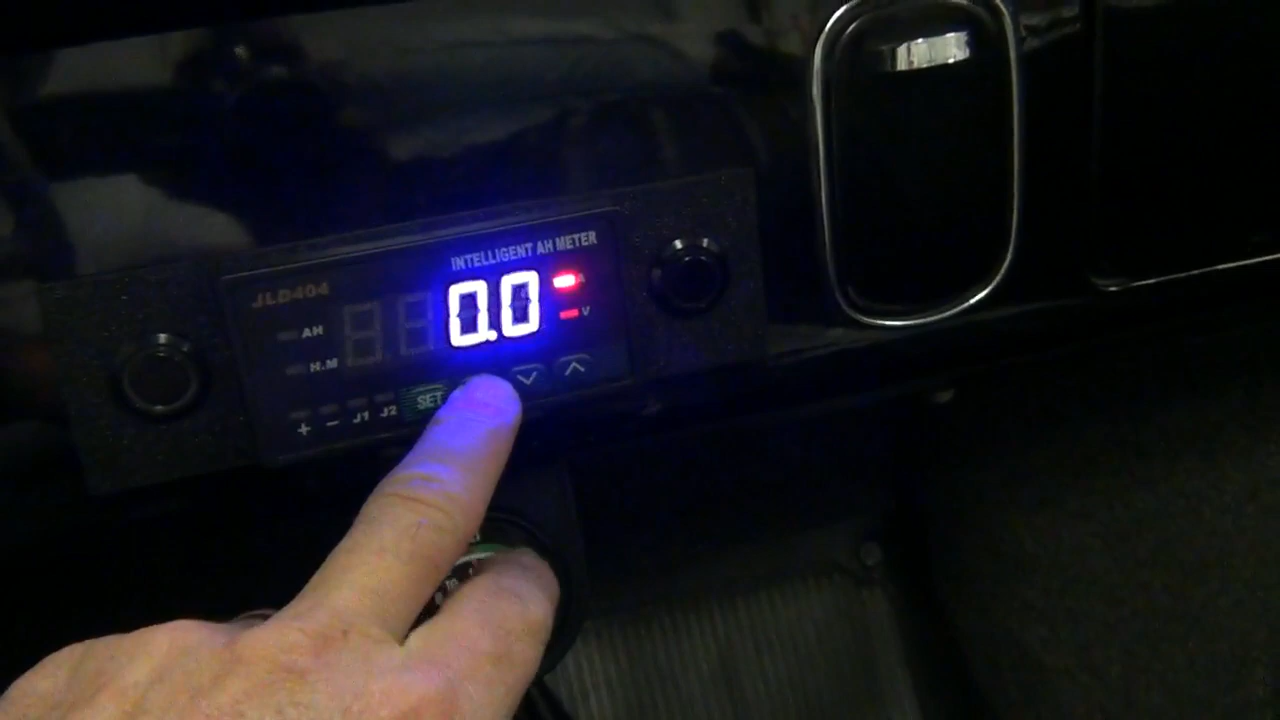 INTELLIGENT AH METER
JLD404
0.0
A
AH
V
H.M
SET
+ − J1 J2